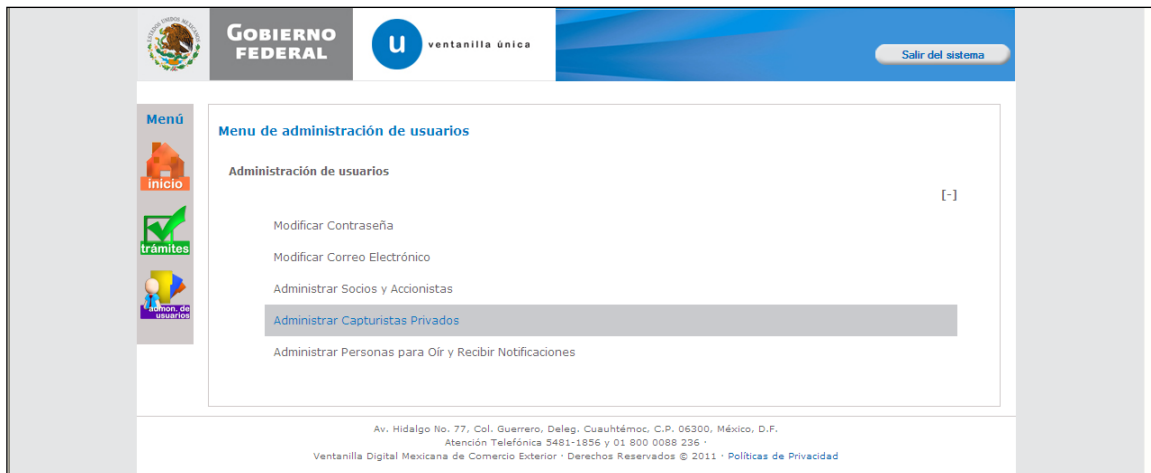 ESTADOS UNIDOS MEXICANOS
GOBIERNO
FEDERAL
u
ventanilla única
Salir del sistema
Menú
inicio
trámites
admon. de
usuarios
Menu de administración de usuarios
Administración de usuarios
[-]
Modificar Contraseña
Modificar Correo Electrónico
Administrar Socios y Accionistas
Administrar Capturistas Privados
Administrar Personas para Oír y Recibir Notificaciones
Av. Hidalgo No. 77, Col. Guerrero, Deleg. Cuauhtémoc, C.P. 06300, México, D.F.
Atención Telefónica 5481-1856 y 01 800 0088 236 ·
Ventanilla Digital Mexicana de Comercio Exterior · Derechos Reservados © 2011 · Políticas de Privacidad